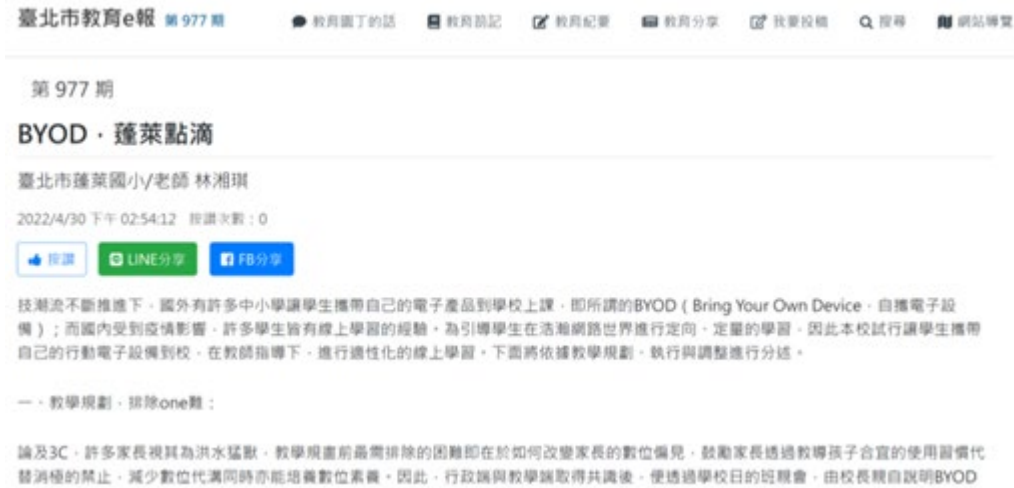 臺北市教育e報 第 977 期 教育園丁的話 教育筋記 教育紀要 教育分享 我要投稿 搜尋 網站導覽
第 977 期
BYOD．蓬萊點滴
臺北市蓬萊國小/老師 林湘琪
2022/4/30 下午 02:54:12 按讚次數：0
按讚 LINE分享 FB分享
技潮流不斷推進下，國外有許多中小學讓學生攜帶自己的電子產品到學校上課，即所謂的BYOD（Bring Your Own Device，自攜電子設
備）；而國內受到疫情影響，許多學生皆有線上學習的經驗。為引導學生在浩瀚網路世界進行定向、定量的學習，因此本校試行讓學生攜帶
自己的行動電子設備到校，在教師指導下，進行適性化的線上學習。下面將依據教學規劃、執行與調整進行分述。
一、教學規劃，排除one難：
論及3C，許多家長視其為洪水猛獸，教學規畫前最需排除的困難即在於如何改變家長的數位偏見，鼓勵家長透過教導孩子合宜的使用習慣代
替消極的禁止，減少數位代溝同時亦能培養數位素養。因此，行政端與教學端取得共識後，便透過學校日的班親會，由校長親自說明BYOD